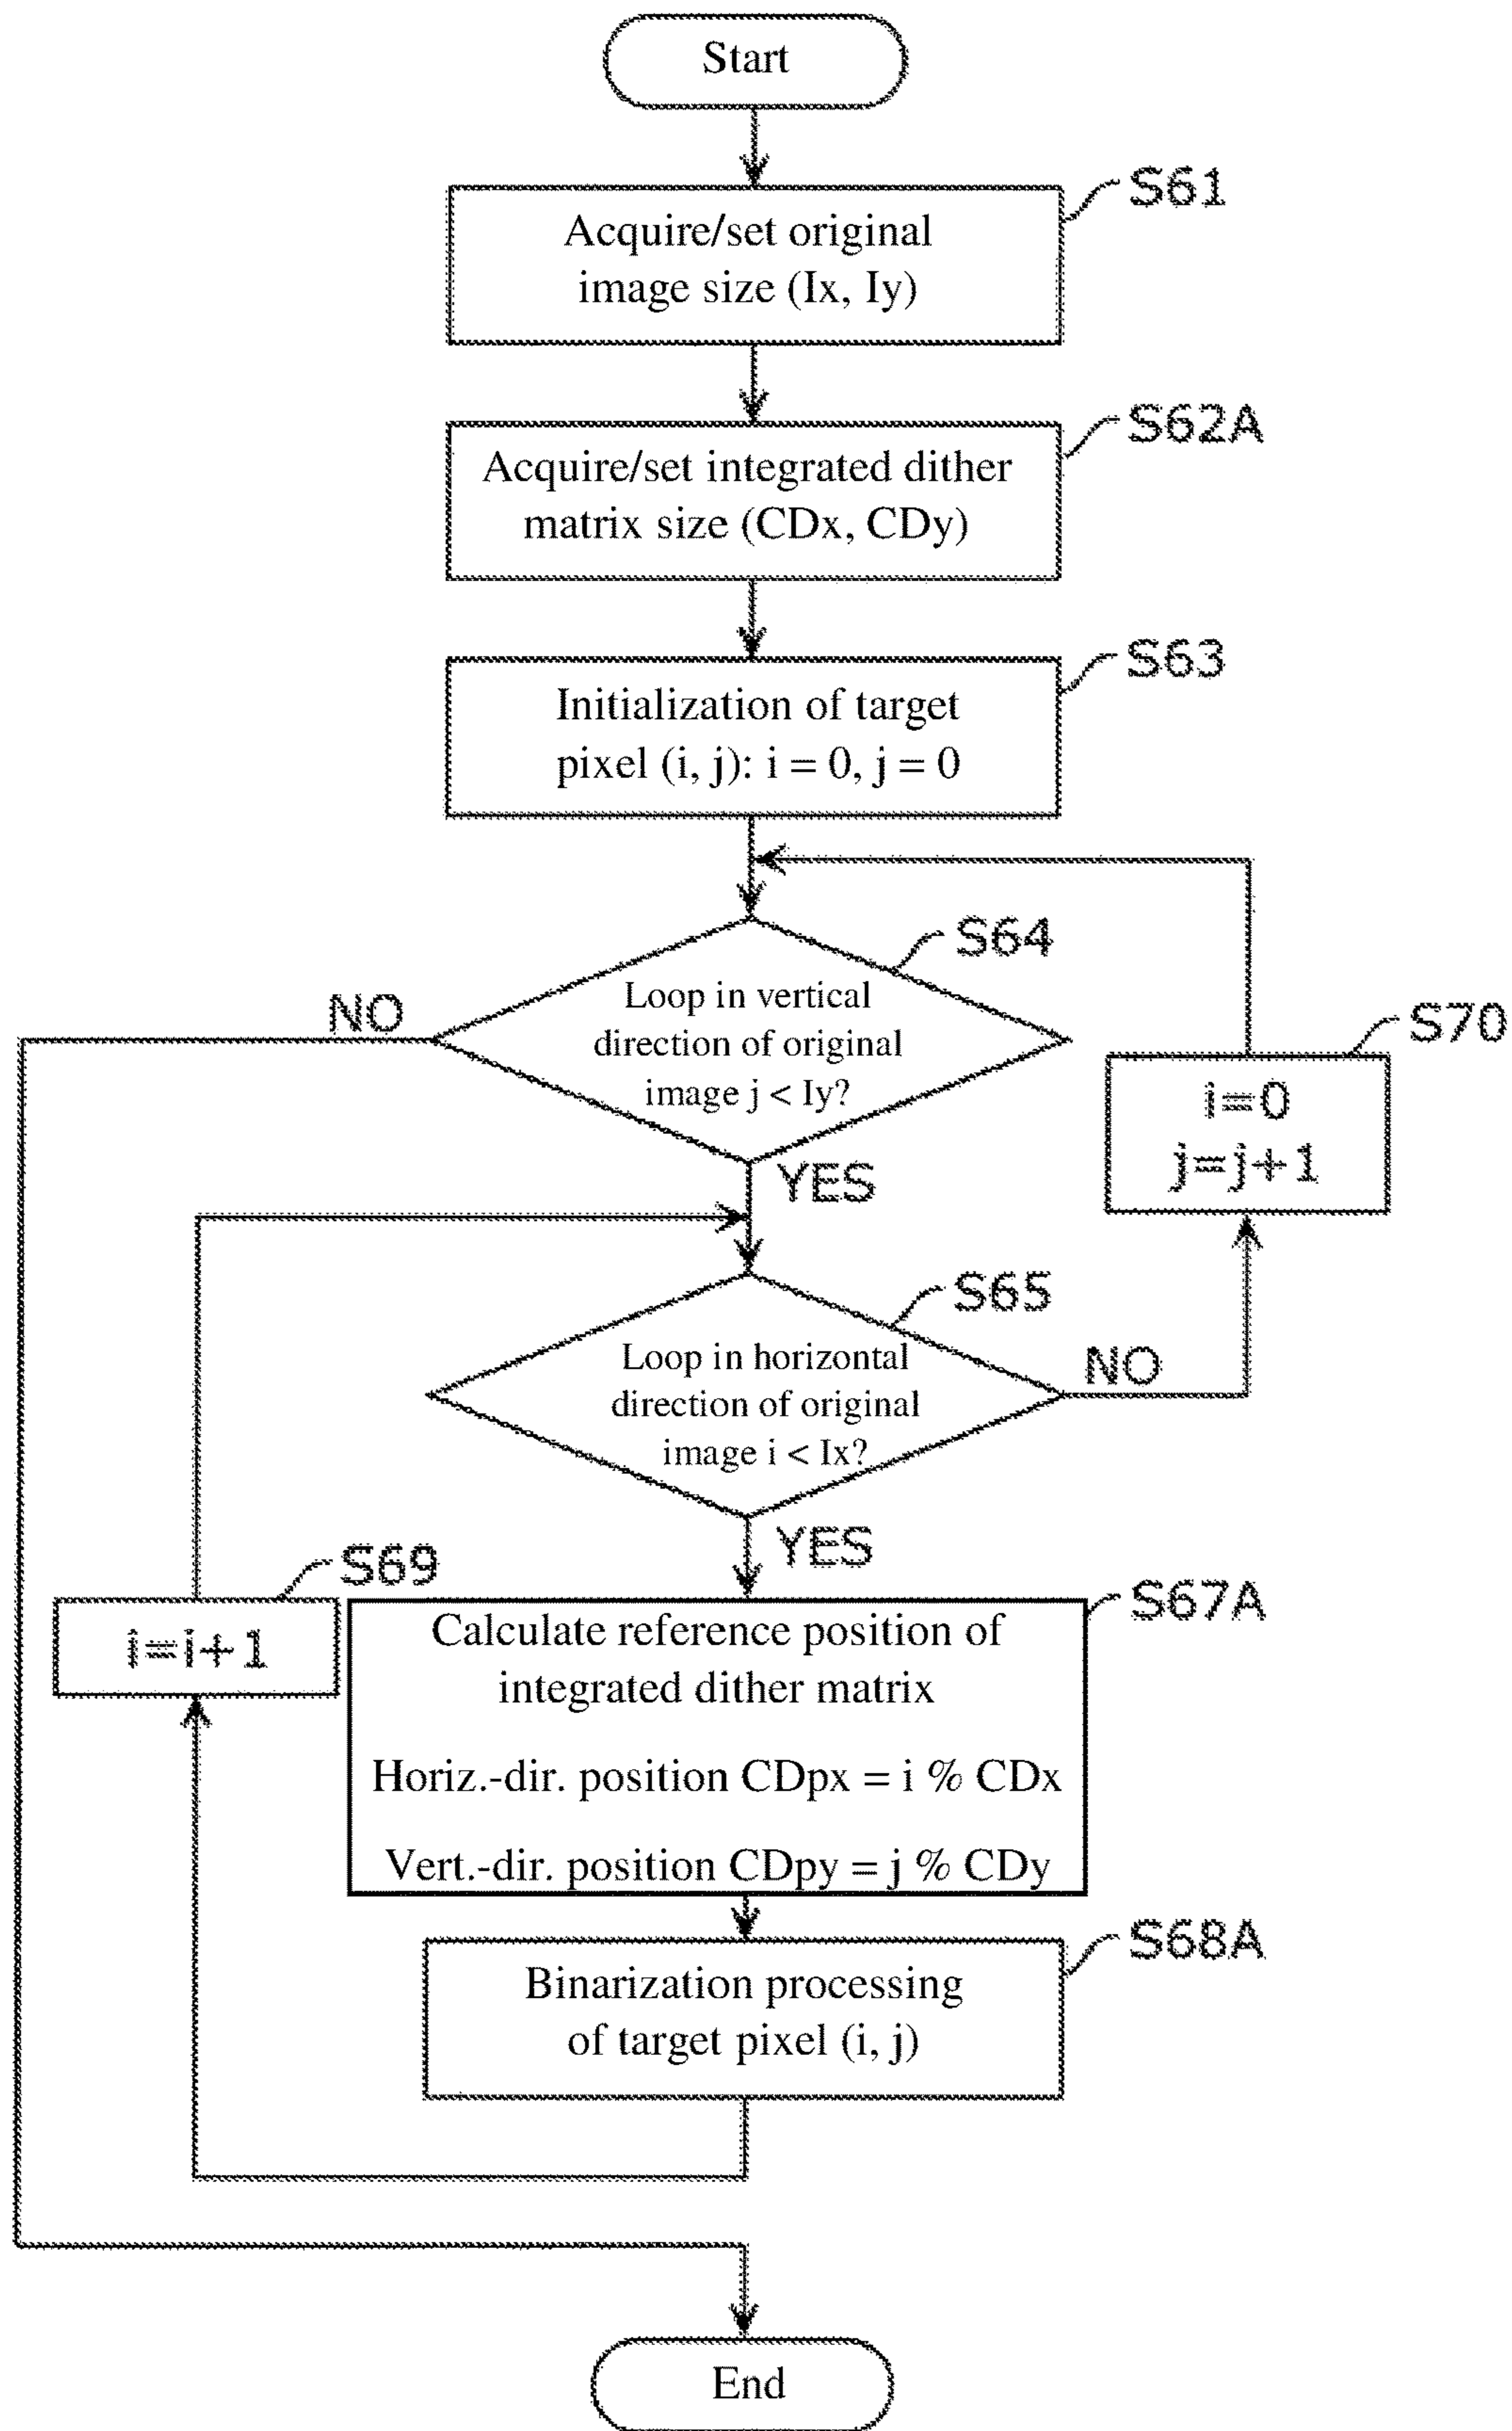 Start
S61
Acquire/set original
image size (Ix, Iy)
S62A
Acquire/set integrated dither
matrix size (CDx, CDy)
S63
Initialization of target
pixel (i, j): i = 0, j = 0
S64
NO
Loop in vertical
direction of original
image j < Iy?
S70
i=0
j=j+1
YES
S65
Loop in horizontal
direction of original
image i < Ix?
NO
YES
S69
i=i+1
S67A
Calculate reference position of
integrated dither matrix
Horiz.-dir. position CDpx = i % CDx
Vert.-dir. position CDpy = j % CDy
S68A
Binarization processing
of target pixel (i, j)
End